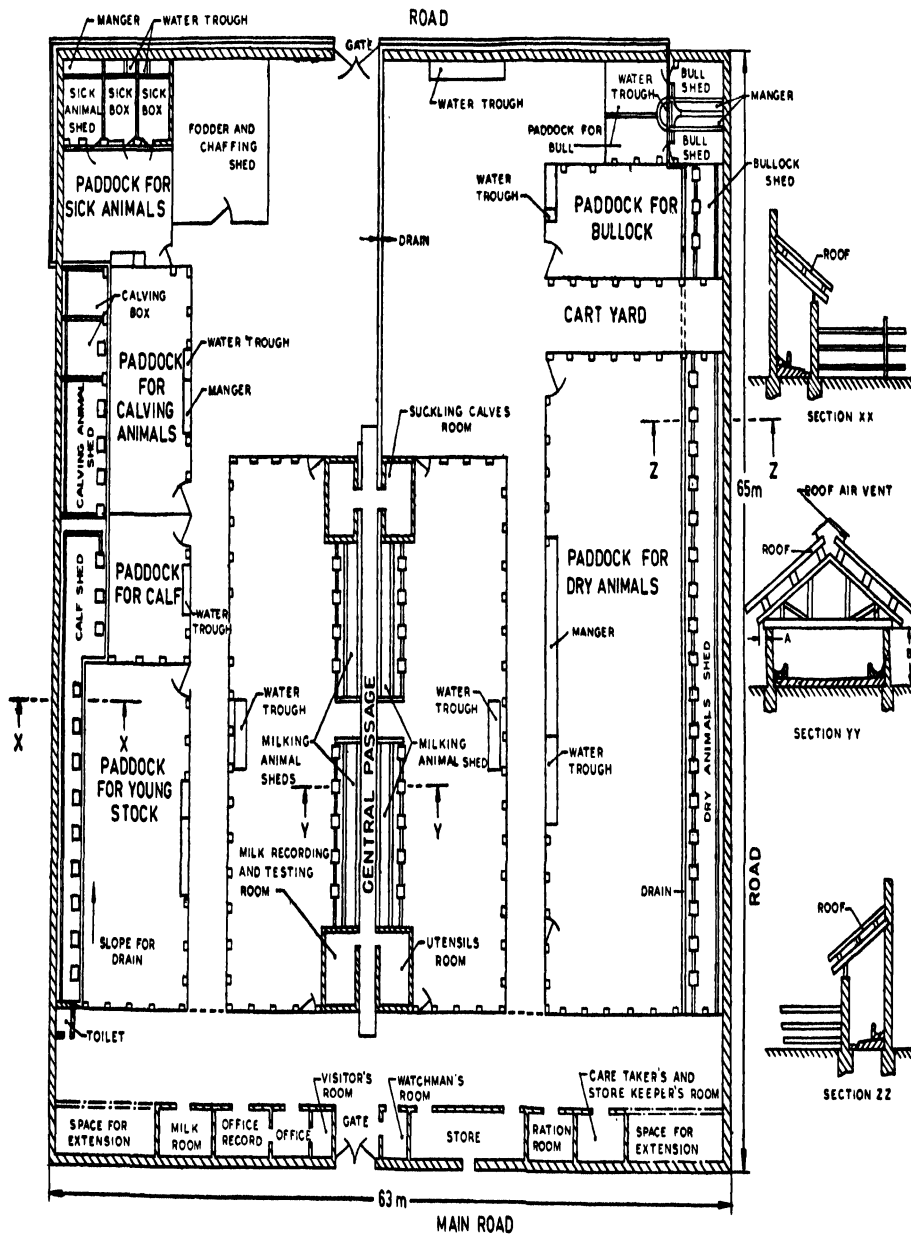 ROAD
MANGER
WATER TROUGH
GATE
WATER TROUGH
WATER
TROUGH
BULL
SHED
MANGER
SICK
ANIMAL
SHED
SICK
BOX
SICK
BOX
FODDER AND
CHAFFING
SHED
PADDOCK FOR
BULL
BULL
SHED
BULLOCK
SHED
PADDOCK FOR
SICK ANIMALS
WATER
TROUGH
PADDOCK FOR
BULLOCK
DRAIN
ROOF
CALVING
BOX
CART YARD
WATER TROUGH
PADDOCK
FOR
CALVING
ANIMALS
MANGER
SUCKLING CALVES
ROOM
CALVING ANIMAL
SHED
SECTION XX
Z
Z
65m
ROOF AIR VENT
ROOF
PADDOCK
FOR CALF
CALF SHED
WATER
TROUGH
PADDOCK FOR
DRY ANIMALS
MANGER
A
B
DRY ANIMALS SHED
X
X
WATER
TROUGH
WATER
TROUGH
CENTRAL PASSAGE
MILKING
ANIMAL
SHEDS
MILKING
ANIMAL SHED
WATER
TROUGH
SECTION YY
PADDOCK
FOR YOUNG
STOCK
Y
Y
MILK RECORDING
AND TESTING
ROOM
DRAIN
ROAD
ROOF
SLOPE FOR
DRAIN
UTENSILS
ROOM
TOILET
VISITOR'S
ROOM
WATCHMAN'S
ROOM
CARE TAKER'S AND
STORE KEEPER'S ROOM
SECTION ZZ
SPACE FOR
EXTENSION
MILK
ROOM
OFFICE
RECORD
OFFICE
GATE
STORE
RATION
ROOM
SPACE FOR
EXTENSION
63 m
MAIN ROAD